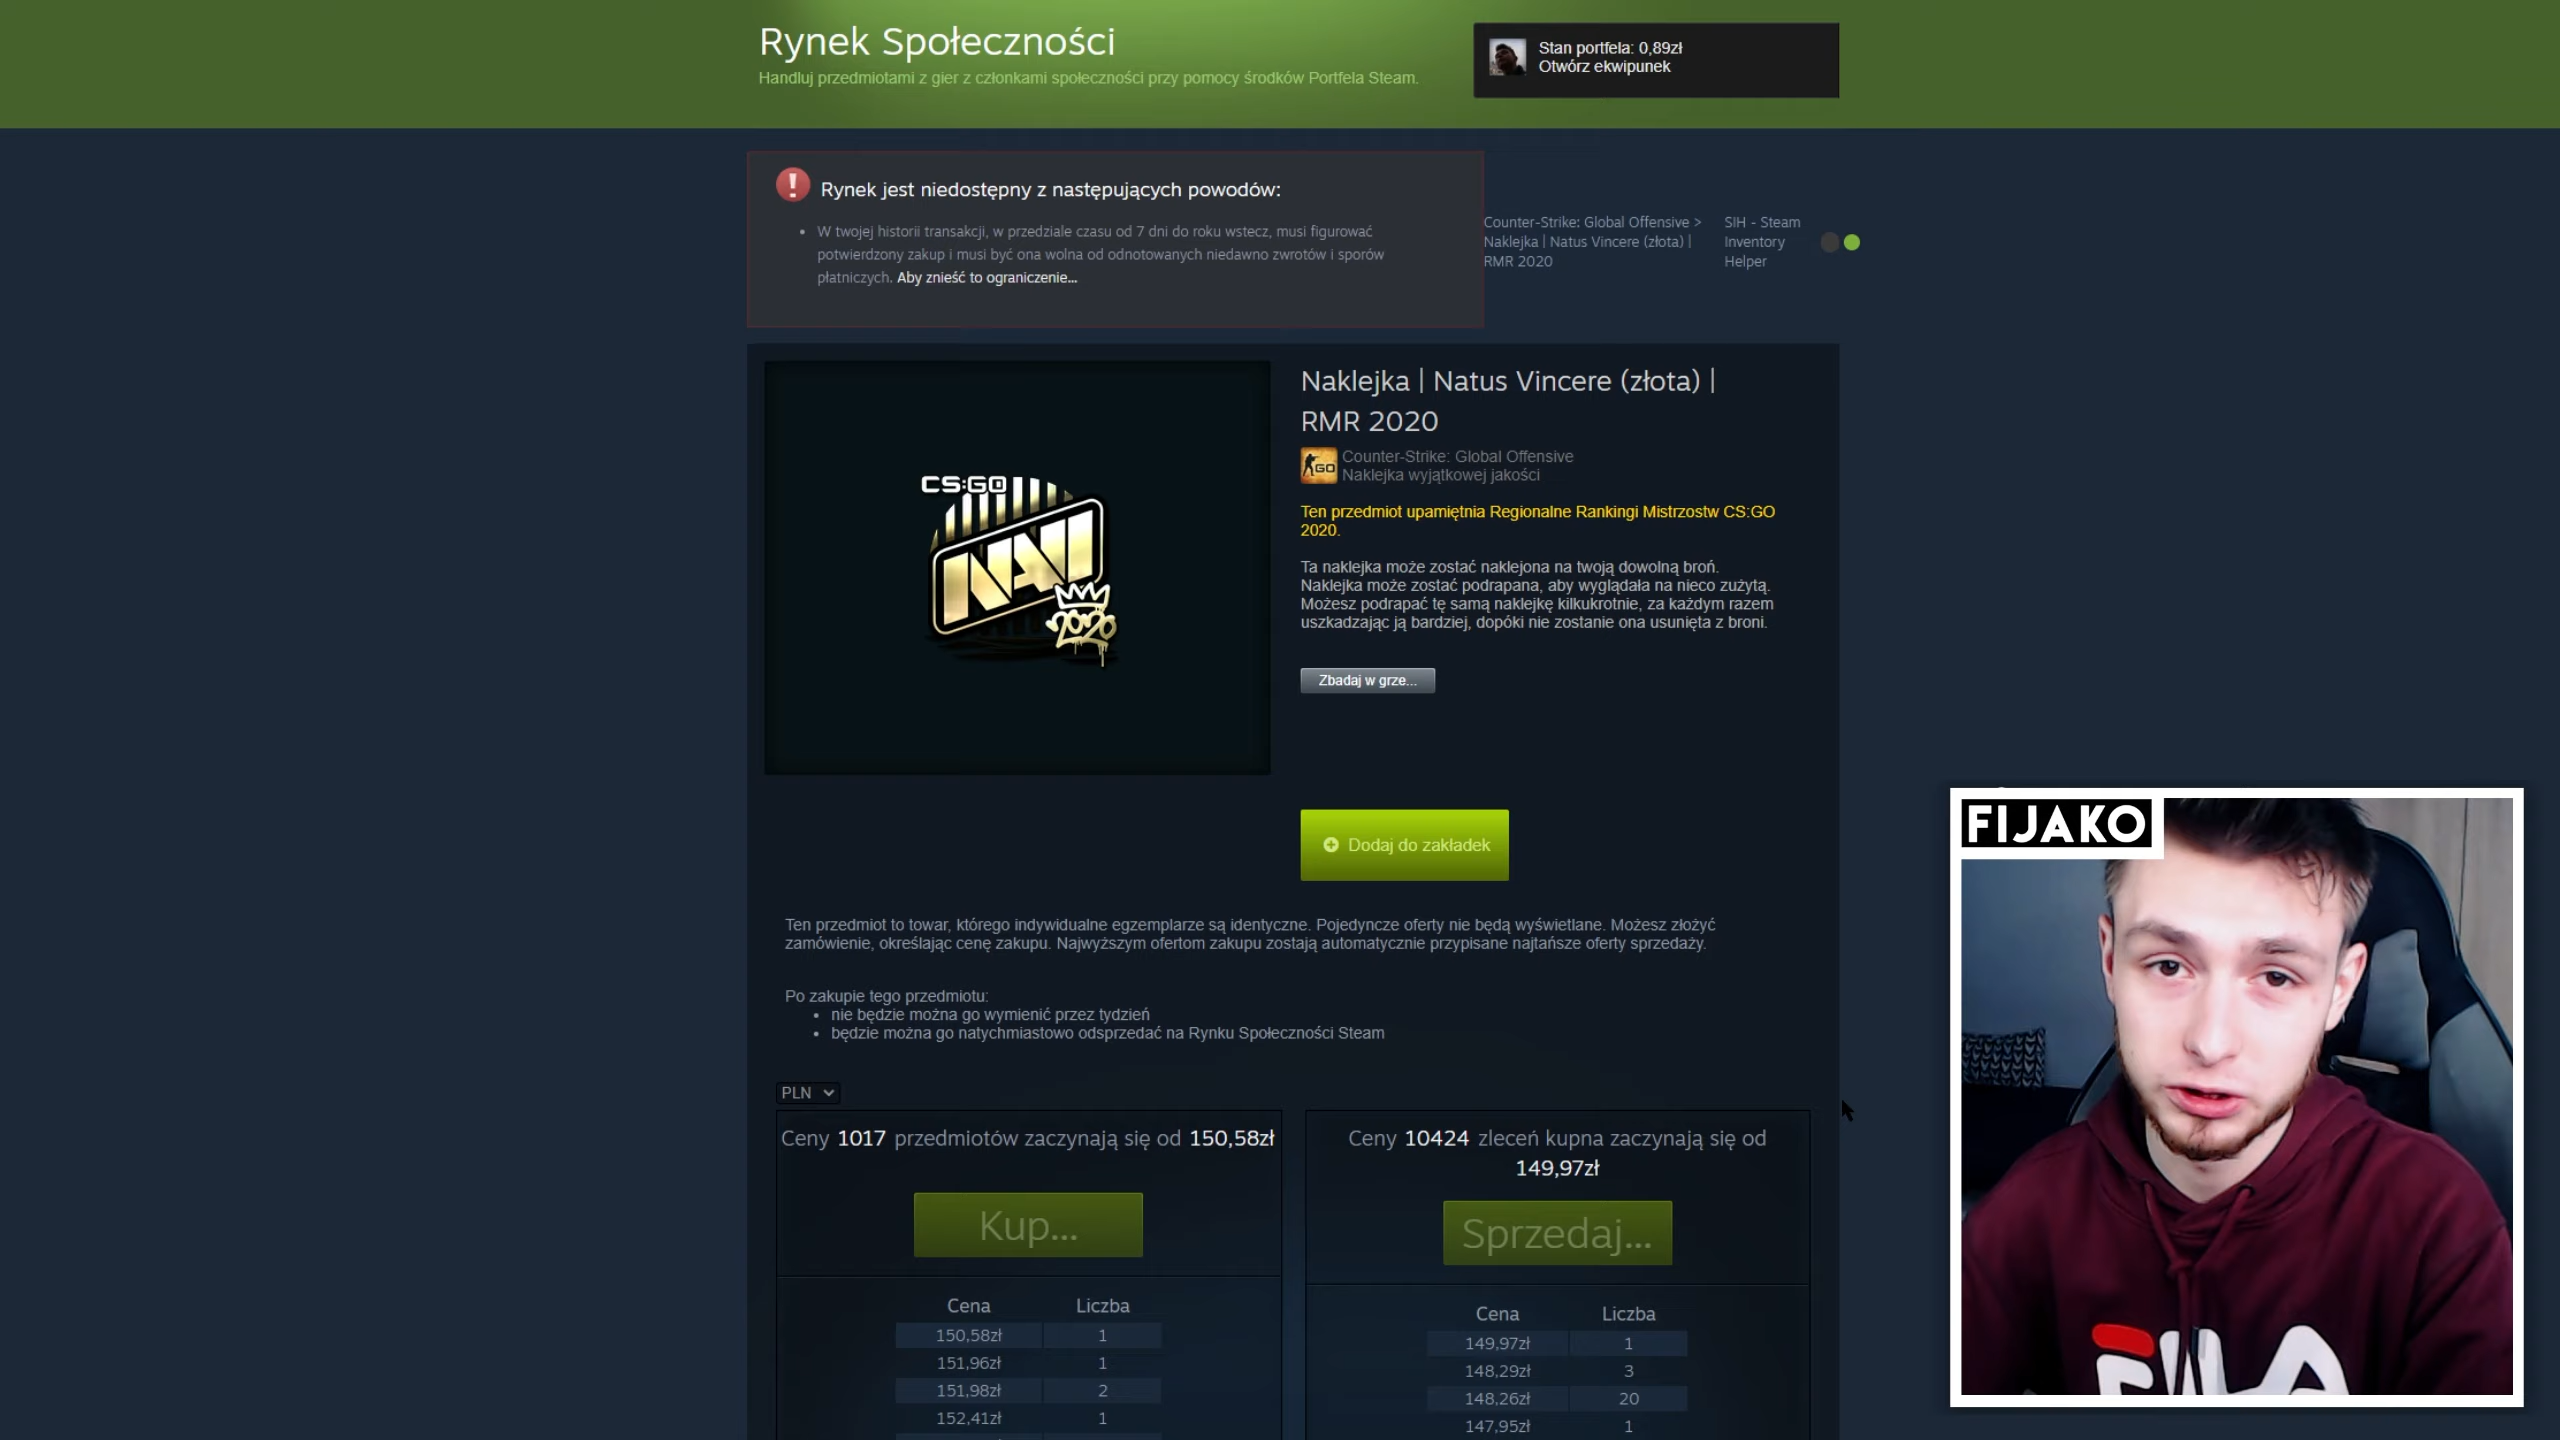 Rynek Społeczności
Handluj przedmiotami z gier z członkami społeczności przy pomocy środków Portfela Steam.
Stan portfela: 0,89zł
Otwórz ekwipunek
Rynek jest niedostępny z następujących powodów:
W twojej historii transakcji, w przedziale czasu od 7 dni do roku wstecz, musi figurować
potwierdzony zakup i musi być ona wolna od odnotowanych niedawno zwrotów i sporów
płatniczych. Aby znieść to ograniczenie...
Counter-Strike: Global Offensive >
Naklejka | Natus Vincere (złota) |
RMR 2020
SIH - Steam
Inventory
Helper
CS:GO
NAVI
2020
Naklejka | Natus Vincere (złota) |
RMR 2020
GO
Counter-Strike: Global Offensive
Naklejka wyjątkowej jakości
Ten przedmiot upamiętnia Regionalne Rankingi Mistrzostw CS:GO
2020.
Ta naklejka może zostać naklejona na twoją dowolną broń.
Naklejka może zostać podrapana, aby wyglądała na nieco zużytą.
Możesz podrapać tę samą naklejkę kilkukrotnie, za każdym razem
uszkadzając ją bardziej, dopóki nie zostanie ona usunięta z broni.
Zbadaj w grze...
Dodaj do zakładek
Ten przedmiot to towar, którego indywidualne egzemplarze są identyczne. Pojedyncze oferty nie będą wyświetlane. Możesz złożyć
zamówienie, określając cenę zakupu. Najwyższym ofertom zakupu zostają automatycznie przypisane najtańsze oferty sprzedaży.
Po zakupie tego przedmiotu:
nie będzie można go wymienić przez tydzień
będzie można go natychmiastowo odsprzedać na Rynku Społeczności Steam
PLN
Ceny 1017 przedmiotów zaczynają się od 150,58zł
Kup...
Cena Liczba
150,58zł 1
151,96zł 1
151,98zł 2
152,41zł 1
Ceny 10424 zleceń kupna zaczynają się od
149,97zł
Sprzedaj...
Cena Liczba
149,97zł 1
148,29zł 3
148,26zł 20
147,95zł 1
FIJAKO
FILA